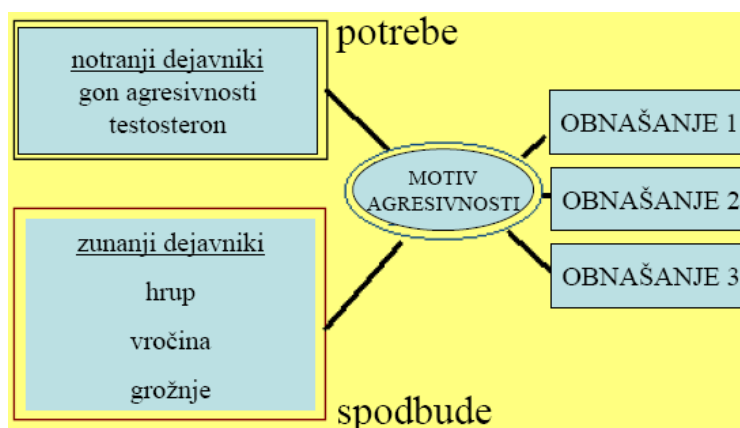 potrebe
notranji dejavniki
gon agresivnosti
testosteron
MOTIV
AGRESIVNOSTI
OBNAŠANJE 1
OBNAŠANJE 2
OBNAŠANJE 3
zunanji dejavniki
hrup
vročina
grožnje
spodbude